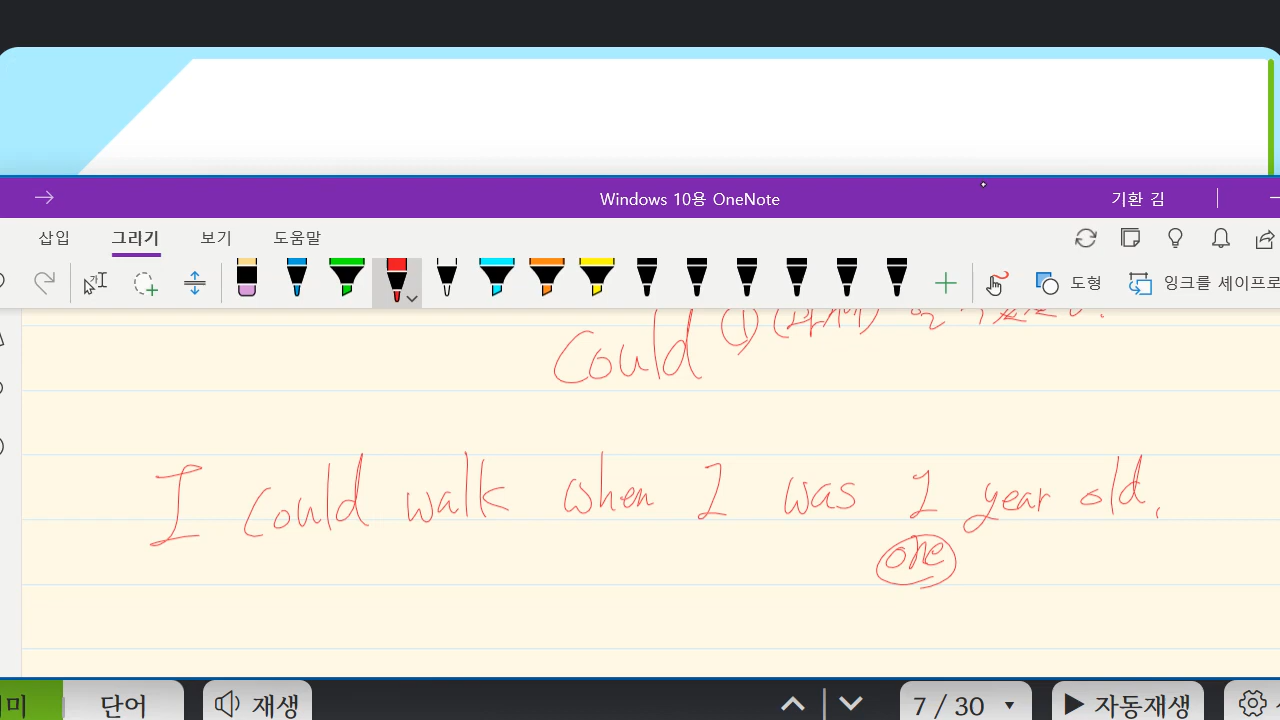 Windows 10용 OneNote 기환 김
삽입 그리기 보기 도움말
가 도형 잉크를 셰이프로
Could ① (과거에)
I could walk when I was 1 year old.
one
미 단어 재생 7 / 30 자동재생